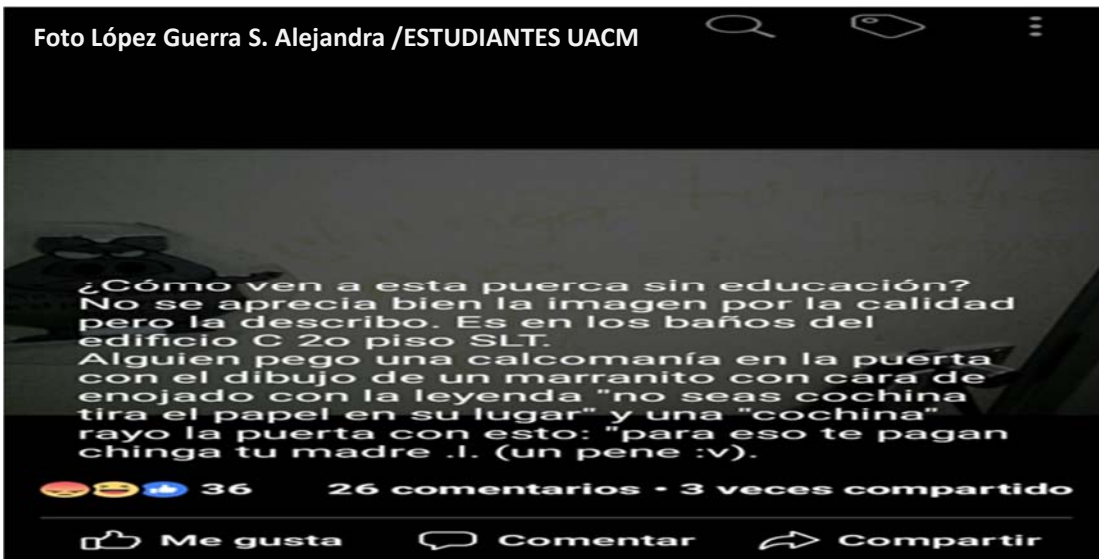 Foto López Guerra S. Alejandra /ESTUDIANTES UACM
¿Cómo ven a esta puerca sin educación?
No se aprecia bien la imagen por la calidad
pero la describo. Es en los baños del
edificio C 2o piso SLT.
Alguien pego una calcomanía en la puerta
con el dibujo de un marranito con cara de
enojado con la leyenda "no seas cochina
tira el papel en su lugar" y una "cochina"
rayo la puerta con esto: "para eso te pagan
chinga tu madre .l. (un pene :v).
36 26 comentarios • 3 veces compartido
Me gusta Comentar Compartir